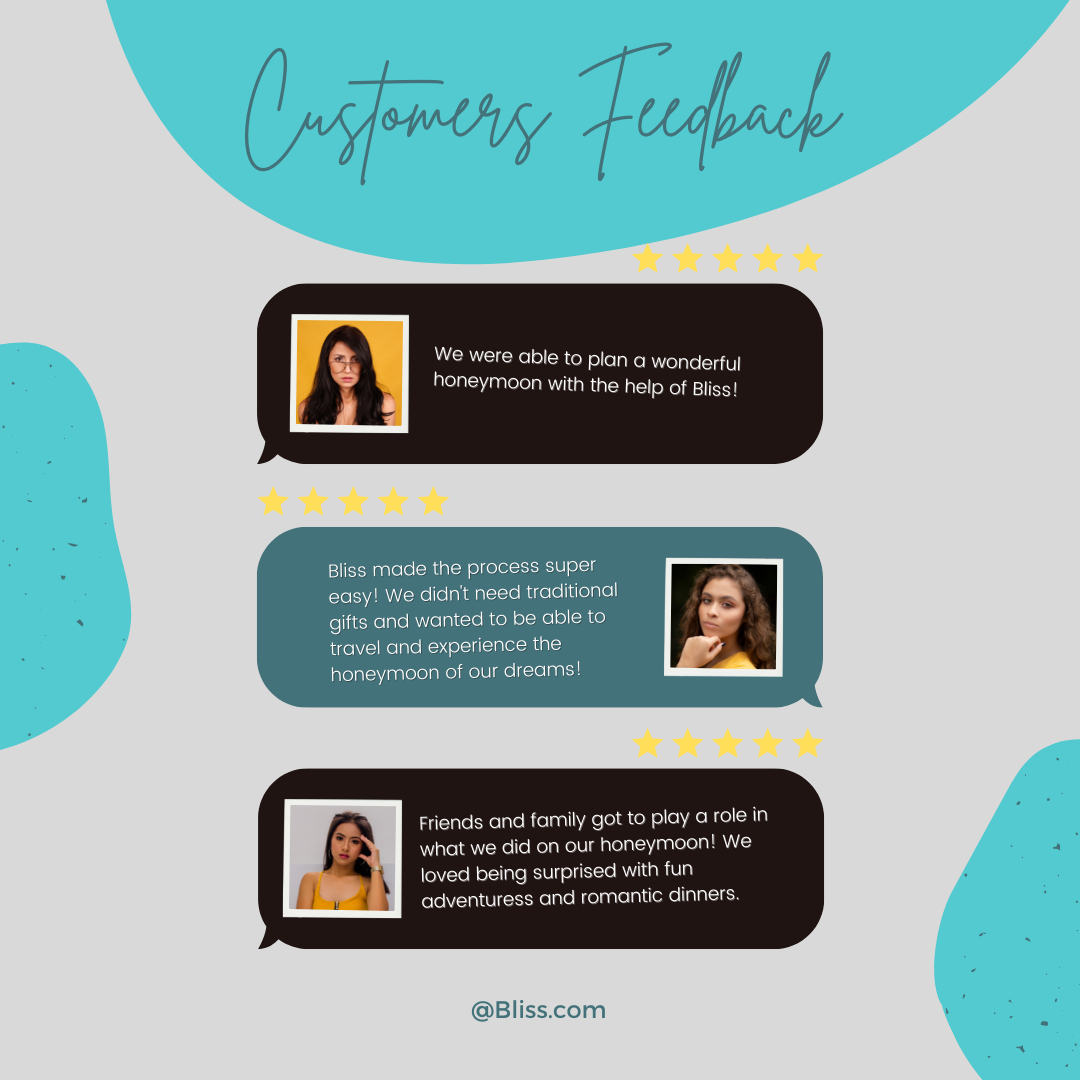 Customers Feedback
We were able to plan a wonderful
honeymoon with the help of Bliss!
Bliss made the process super
easy! We didn't need traditional
gifts and wanted to be able to
travel and experience the
honeymoon of our dreams!
Friends and family got to play a role in
what we did on our honeymoon! We
loved being surprised with fun
adventuress and romantic dinners.
@Bliss.com